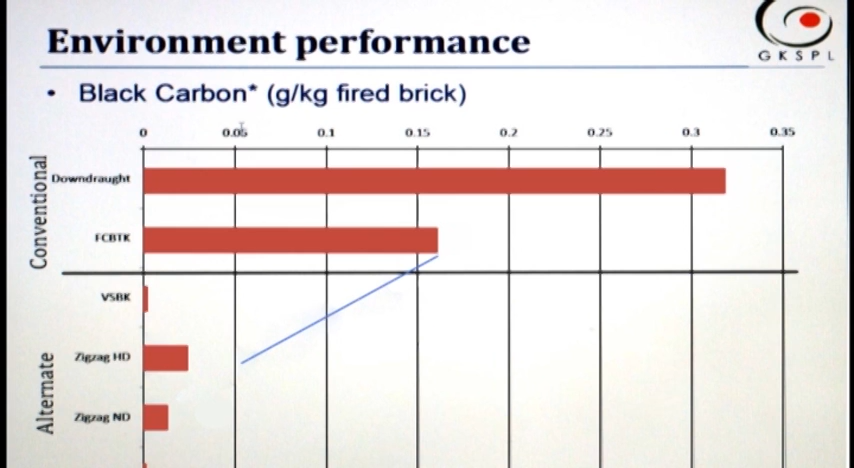 Environment performance
GKSPL
• Black Carbon* (g/kg fired brick)
0 0.05 0.1 0.15 0.2 0.25 0.3 0.35
Conventional
Downdraught
FCBTK
Alternate
VSBK
Zigzag HD
Zigzag ND